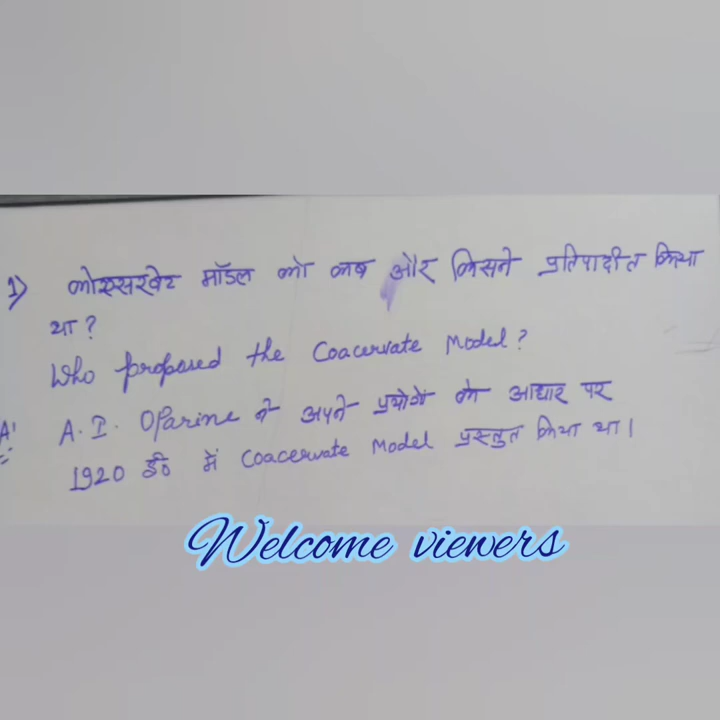 1) कोएसरवेट मॉडल को कब और किसने प्रतिपादीत किया
था?
Who proposed the Coacervate Model?
A: A. I. Oparine ने अपने प्रयोगों के आधार पर
1920 ई० में Coacervate Model प्रस्तुत किया था।
Welcome viewers